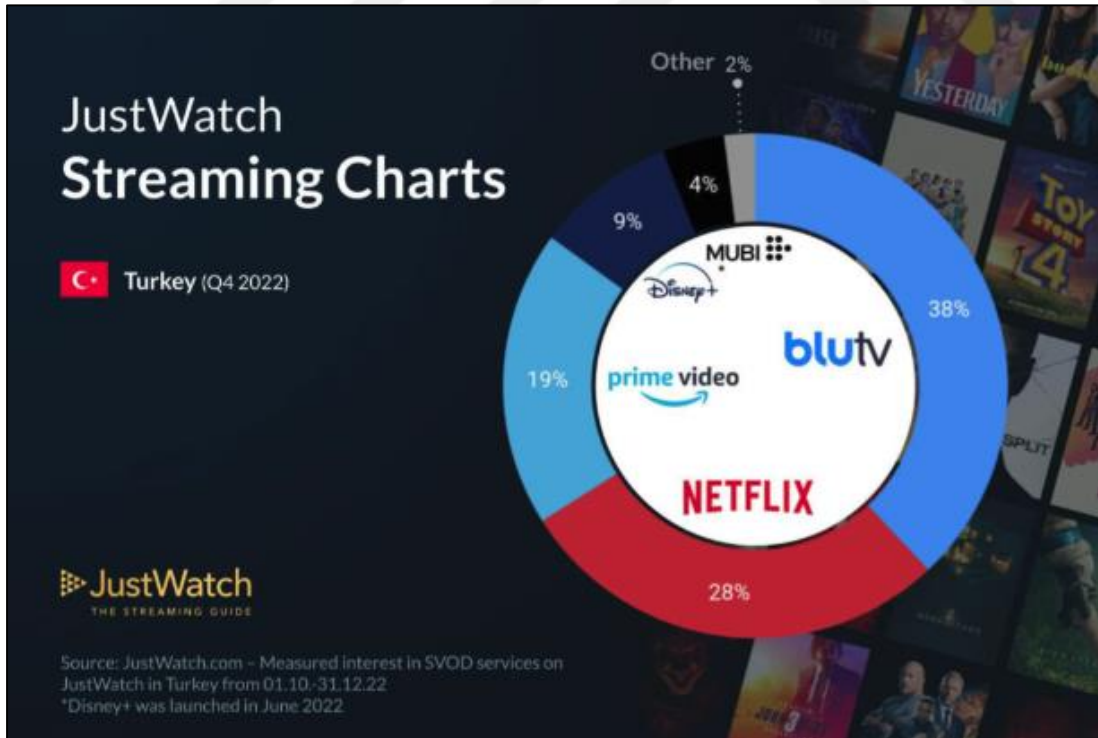 JustWatch
Streaming Charts
Turkey (Q4 2022)
Other 2%
4%
9%
19%
38%
28%
MUBI
Disney+
blutv
prime video
NETFLIX
JustWatch
THE STREAMING GUIDE
Source: JustWatch.com – Measured interest in SVOD services on
JustWatch in Turkey from 01.10.-31.12.22
*Disney+ was launched in June 2022
YESTERDAY
TOY
STORY
4
SPLIT